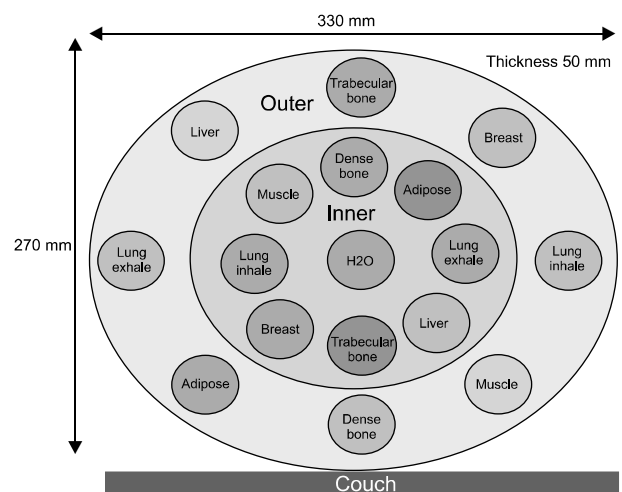 330 mm
Thickness 50 mm
Trabecular
bone
Outer
Liver
Breast
Dense
bone
Muscle
Adipose
Inner
270 mm
Lung
exhale
Lung
inhale
H2O
Lung
exhale
Lung
inhale
Breast
Liver
Trabecular
bone
Adipose
Muscle
Dense
bone
Couch